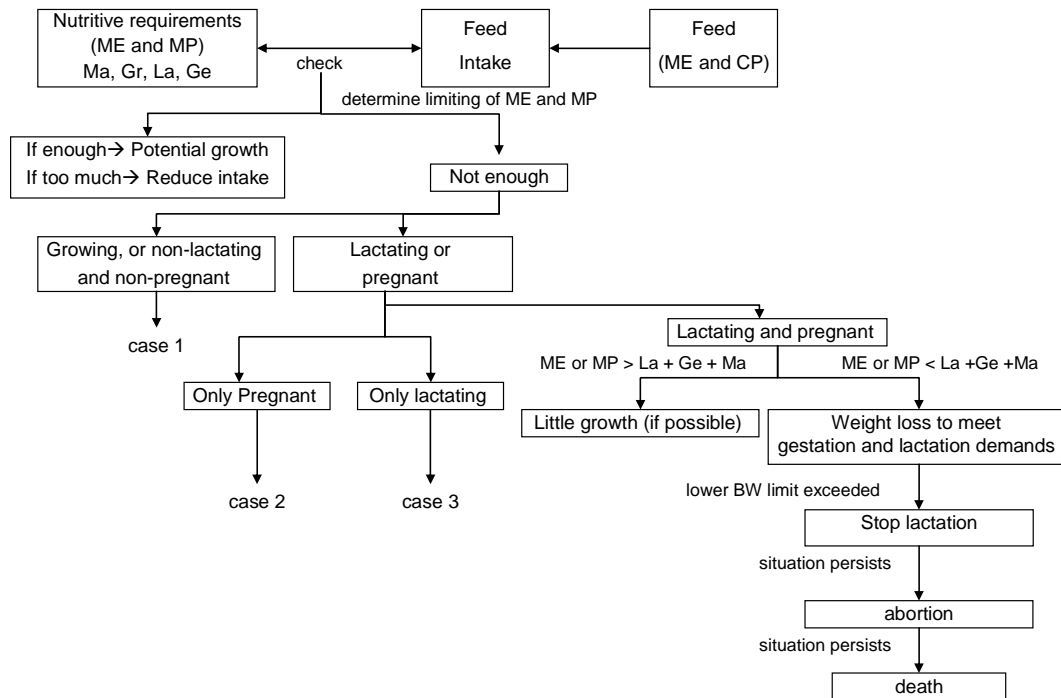 Nutritive requirements
(ME and MP)
Ma, Gr, La, Ge
Feed
Intake
Feed
(ME and CP)
check
determine limiting of ME and MP
If enough→ Potential growth
If too much→ Reduce intake
Not enough
Growing, or non-lactating
and non-pregnant
Lactating or
pregnant
case 1
Lactating and pregnant
ME or MP > La + Ge + Ma
ME or MP < La +Ge +Ma
Only Pregnant
Only lactating
Little growth (if possible)
Weight loss to meet
gestation and lactation demands
case 2
case 3
lower BW limit exceeded
Stop lactation
situation persists
abortion
situation persists
death